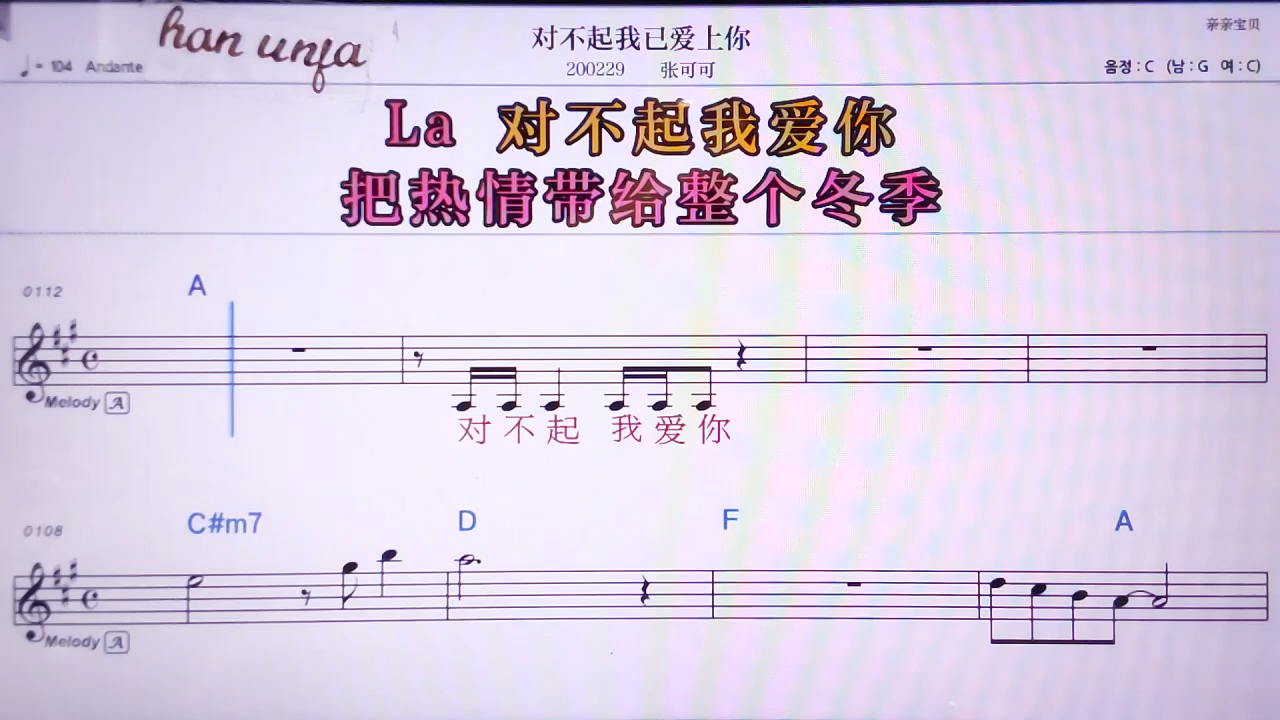 han unfa
对不起我已爱上你
亲亲宝贝
♩= 104 Andante
200229 张可可
음정 : C (남 : G 여 : C)
La 对不起我爱你
把热情带给整个冬季
0112
A
Melody A
对不起 我爱你
0108
C#m7 D F A
Melody A